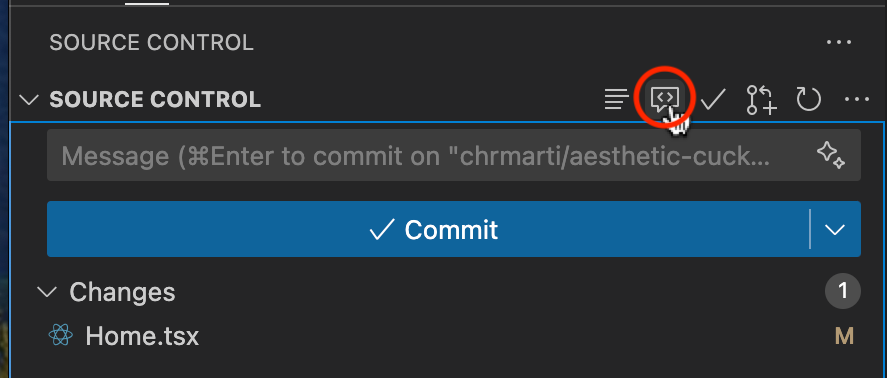 SOURCE CONTROL
SOURCE CONTROL
Message (⌘Enter to commit on "chrmarti/aesthetic-cuck...
Commit
Changes 1
Home.tsx M